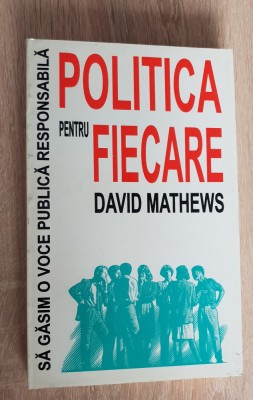 SĂ GĂSIM O VOCE PUBLICĂ RESPONSABILĂ
POLITICA
PENTRU
FIECARE
DAVID MATHEWS